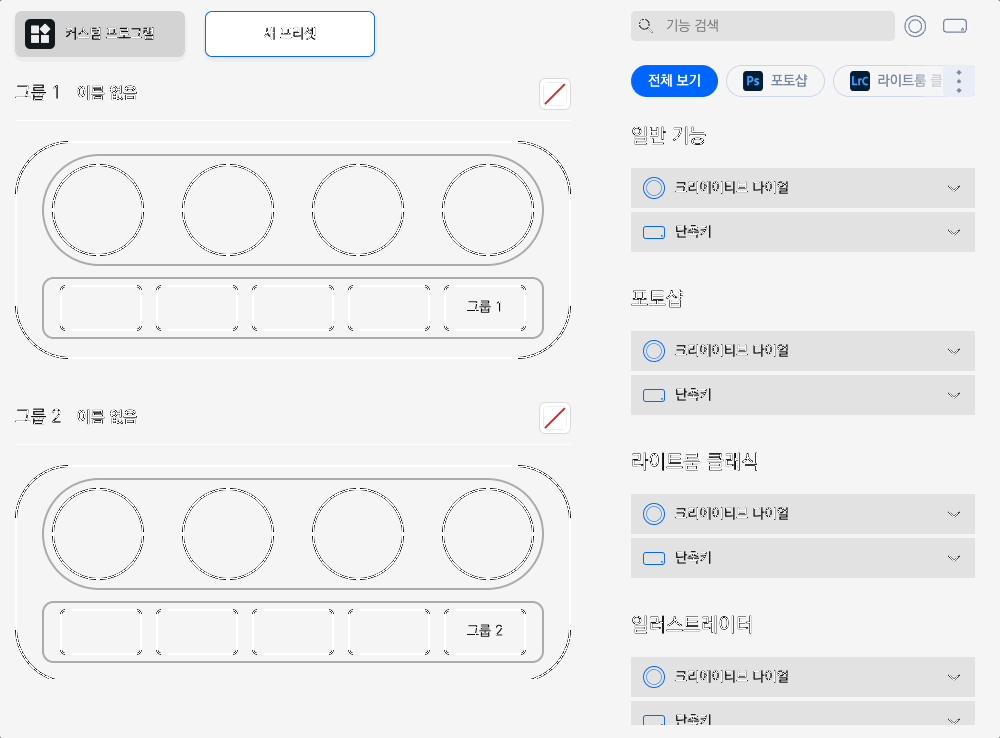 커스텀 프로그램
새 프리셋
그룹 1 이름 없음
그룹 1
그룹 2 이름 없음
그룹 2
기능 검색
전체 보기
Ps 포토샵
LrC 라이트룸 클
일반 기능
크리에이티브 다이얼
단축키
포토샵
크리에이티브 다이얼
단축키
라이트룸 클래식
크리에이티브 다이얼
단축키
일러스트레이터
크리에이티브 다이얼
단축키